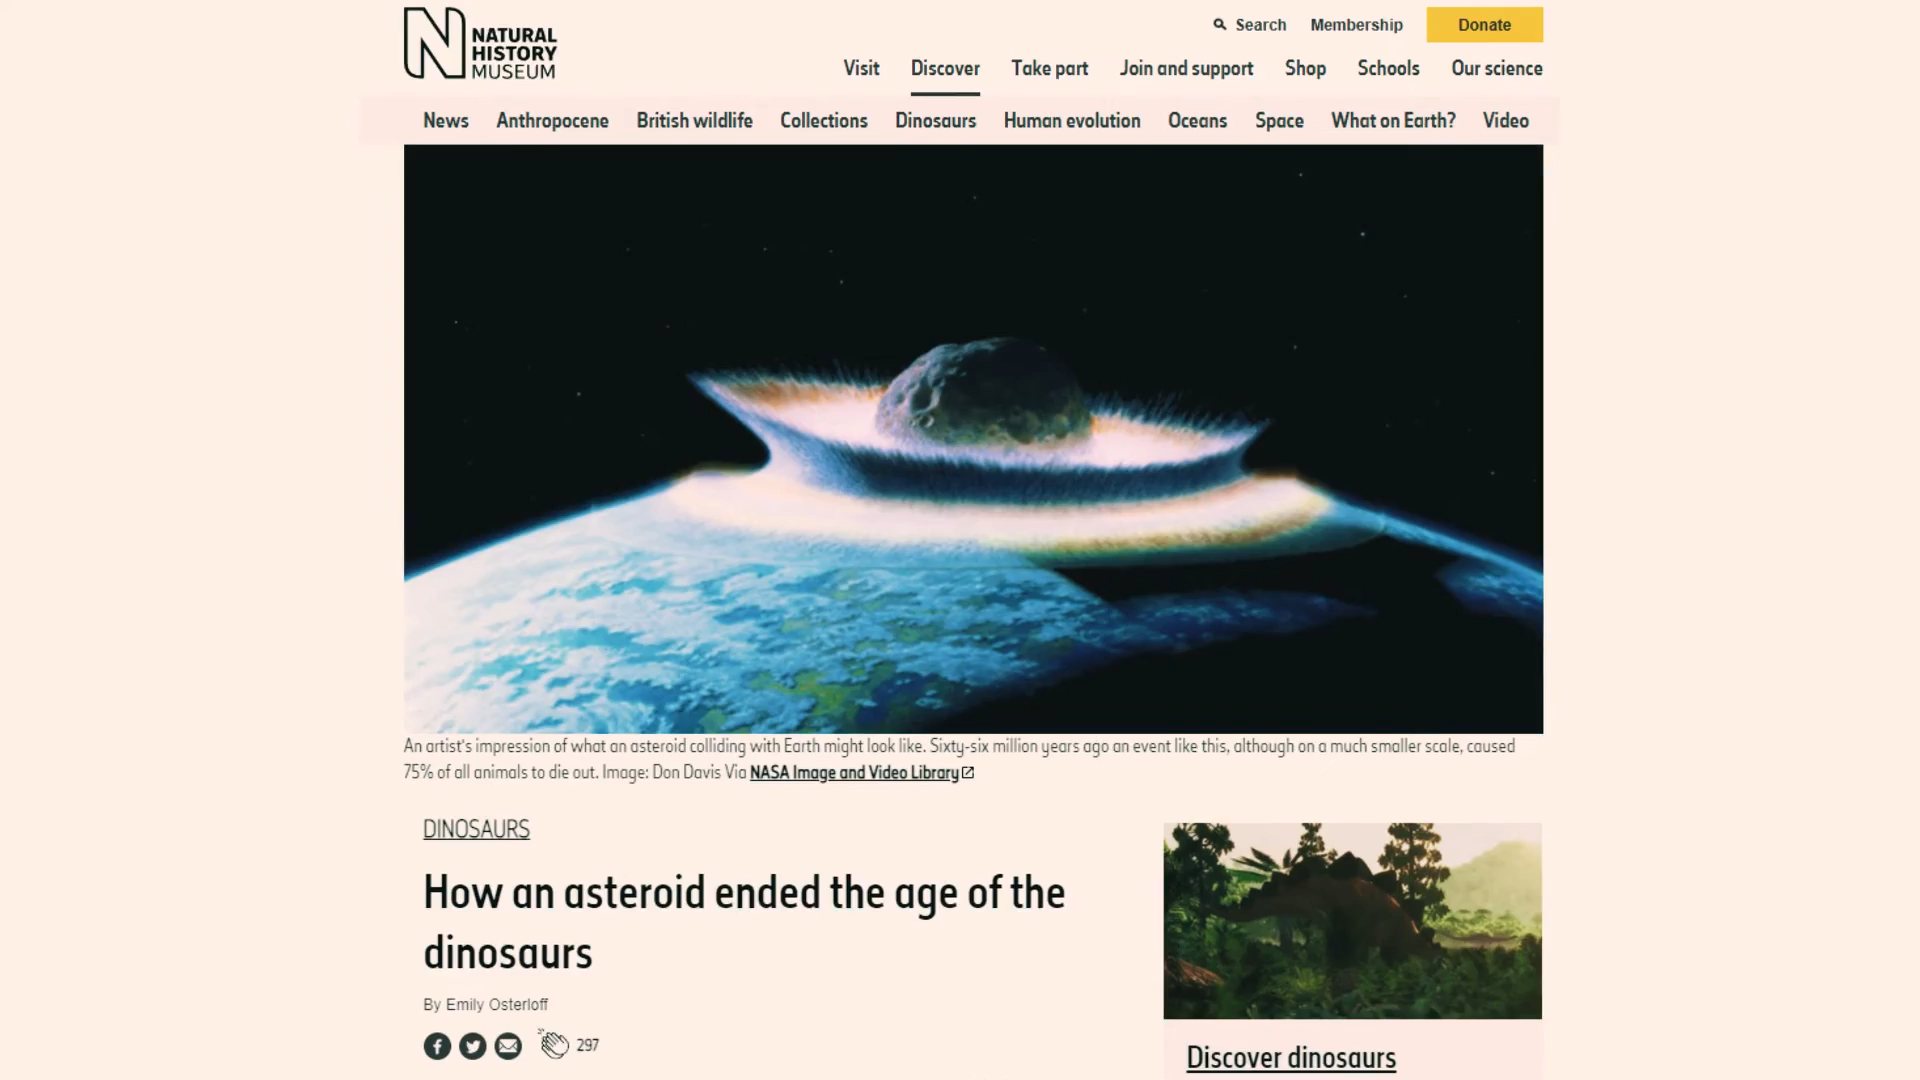 NATURAL
HISTORY
MUSEUM
Search Membership Donate
Visit Discover Take part Join and support Shop Schools Our science
News Anthropocene British wildlife Collections Dinosaurs Human evolution Oceans Space What on Earth? Video
An artist's impression of what an asteroid colliding with Earth might look like. Sixty-six million years ago an event like this, although on a much smaller scale, caused
75% of all animals to die out. Image: Don Davis Via NASA Image and Video Library
DINOSAURS
How an asteroid ended the age of the
dinosaurs
By Emily Osterloff
297
Discover dinosaurs